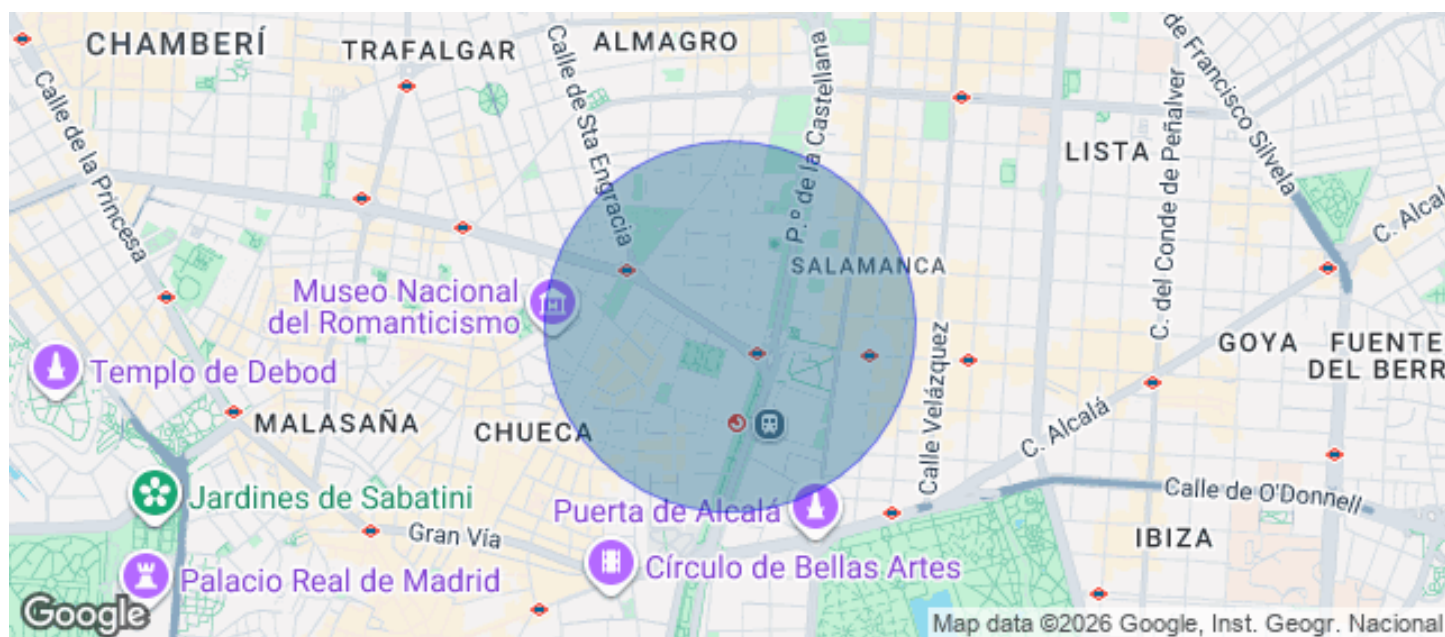 CHAMBERÍ
TRAFALGAR
ALMAGRO
Calle de Sta Engracia
P.º de la Castellana
de Francisco Silvela
Calle de la Princesa
LISTA
C. del Conde de Peñalver
C. Alcalá
SALAMANCA
Museo Nacional
del Romanticismo
Templo de Debod
MALASAÑA
CHUECA
Calle Velázquez
GOYA
FUENTE
DEL BERR
C. Alcalá
Jardines de Sabatini
Puerta de Alcalá
Calle de O'Donnell
Gran Vía
IBIZA
Palacio Real de Madrid
Círculo de Bellas Artes
Google
Map data ©2026 Google, Inst. Geogr. Nacional